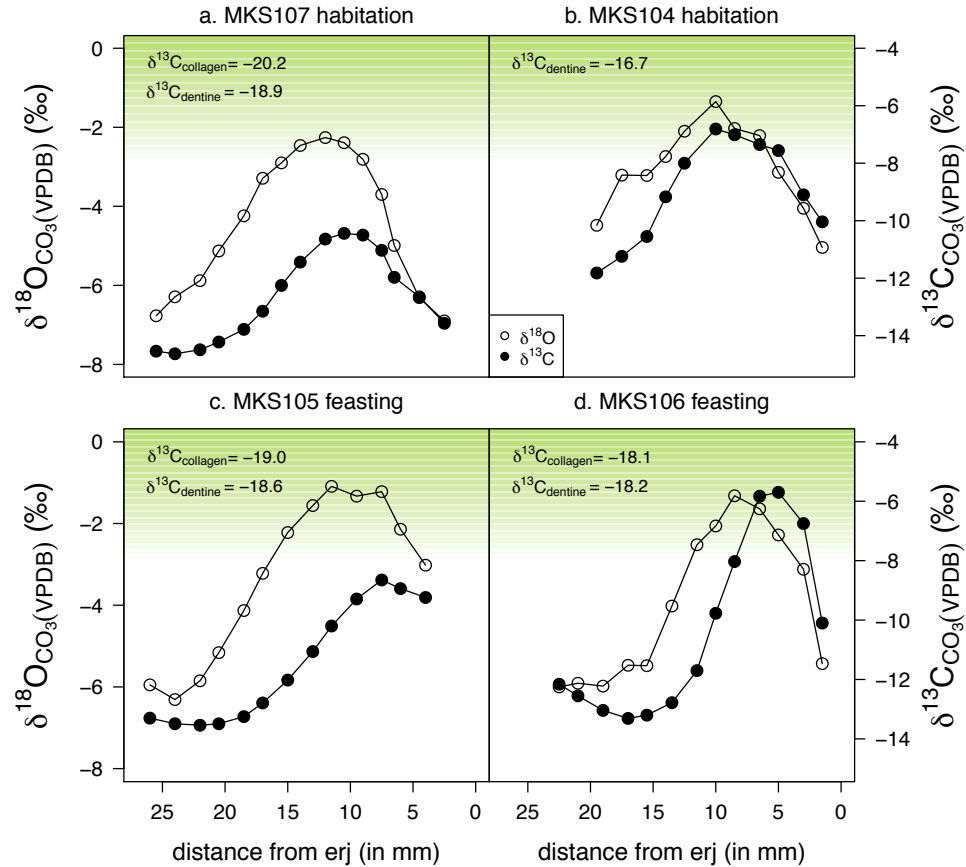 a. MKS107 habitation
b. MKS104 habitation
δ¹³Ccollagen = −20.2
δ¹³Cdentine = −18.9
δ¹³Cdentine = −16.7
0
−2
−4
−6
−8
δ¹⁸OCO₃(VPDB) (‰)
−4
−6
−8
−10
−12
−14
δ¹³CCO₃(VPDB) (‰)
δ¹⁸O
δ¹³C
c. MKS105 feasting
d. MKS106 feasting
δ¹³Ccollagen = −19.0
δ¹³Cdentine = −18.6
δ¹³Ccollagen = −18.1
δ¹³Cdentine = −18.2
0
−2
−4
−6
−8
δ¹⁸OCO₃(VPDB) (‰)
−4
−6
−8
−10
−12
−14
δ¹³CCO₃(VPDB) (‰)
25 20 15 10 5 0
20 15 10 5 0
distance from erj (in mm)
distance from erj (in mm)